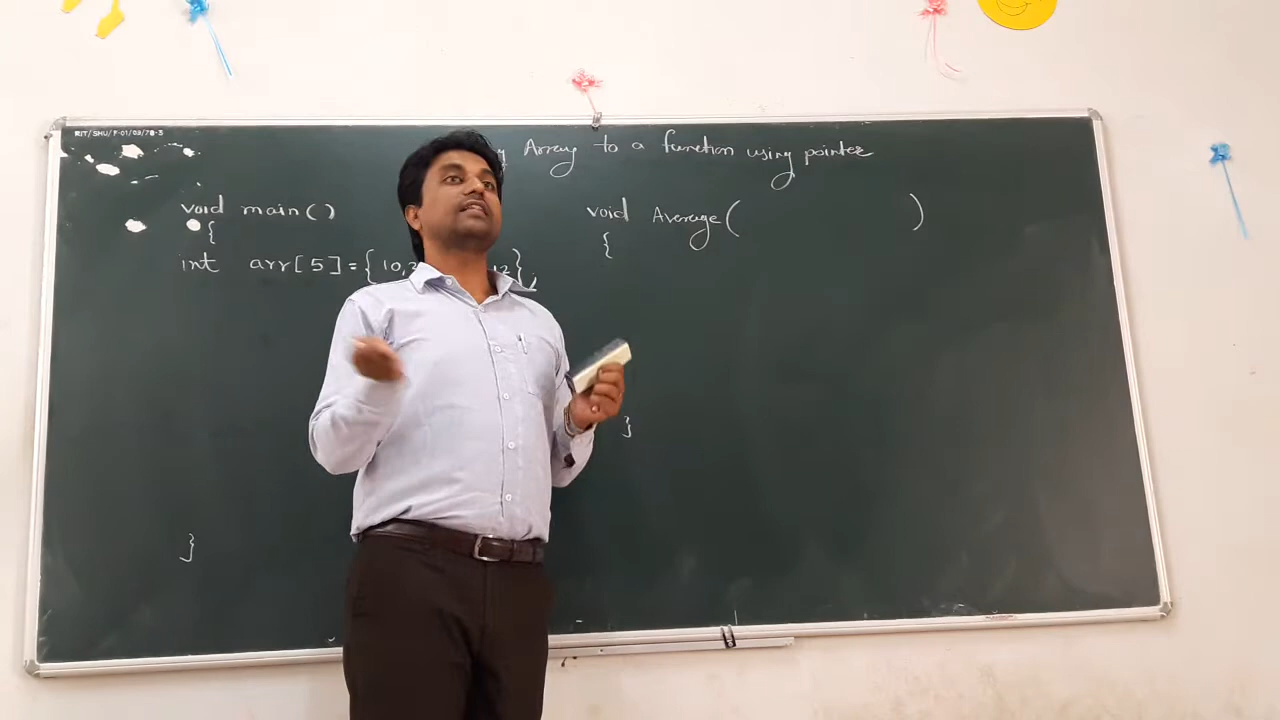 RIT/SHU/F-01/03/78-3
Array to a function using pointer
void main()
{
int arr[5]={10, 12};
}
void Average( )
{
}